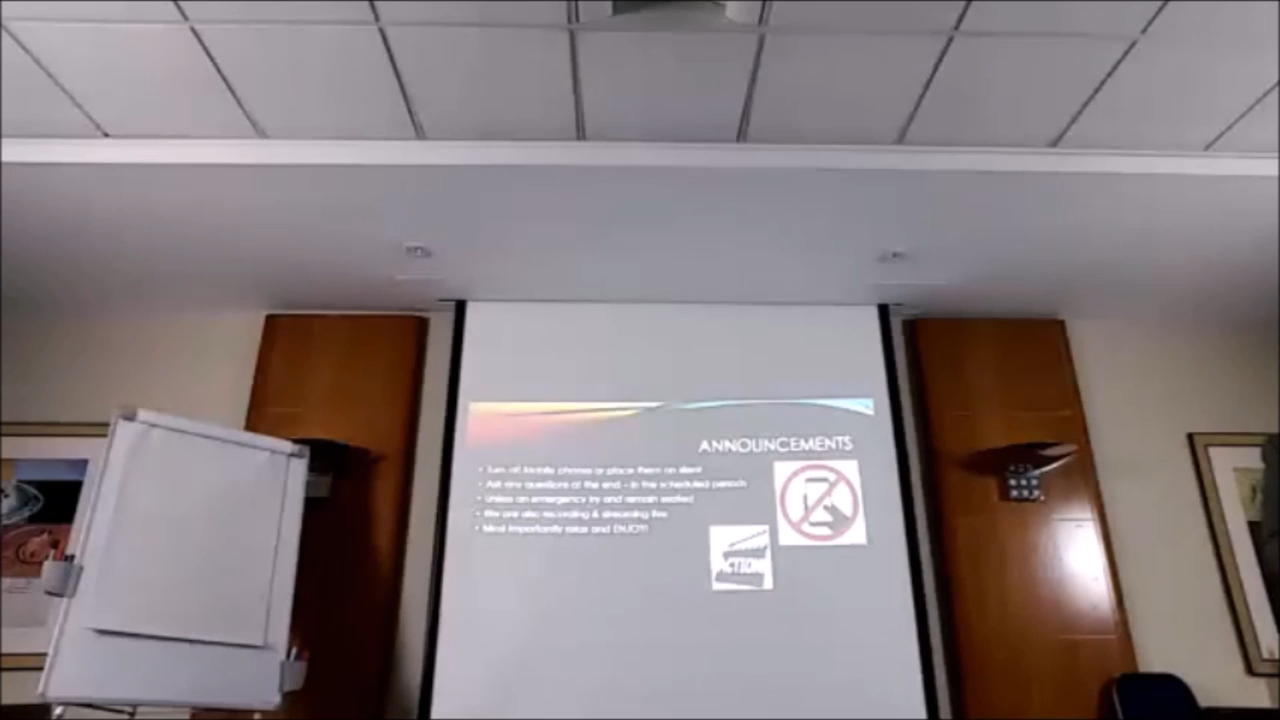 ANNOUNCEMENTS
• Turn off Mobile phones or place them on silent
• Ask any questions at the end – in the scheduled periods
• Unless an emergency try and remain seated
• We are also recording & streaming live
• Most importantly relax and ENJOY!
ACTION